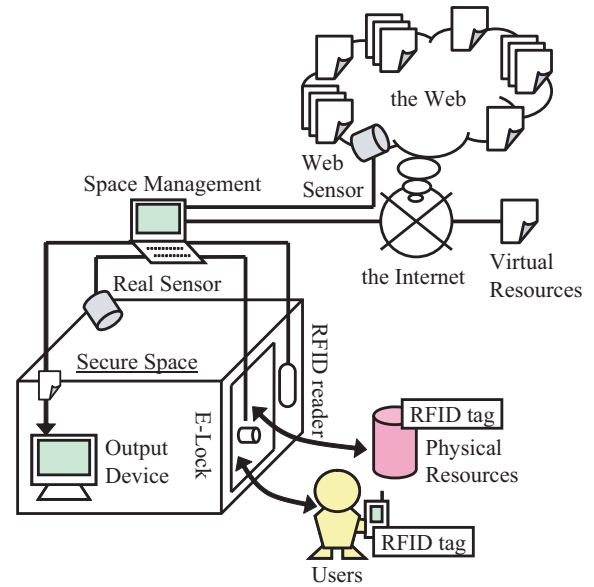 the Web
Web
Sensor
Space Management
the Internet
Virtual
Resources
Real Sensor
Secure Space
RFID reader
E-Lock
Output
Device
RFID tag
Physical
Resources
RFID tag
Users